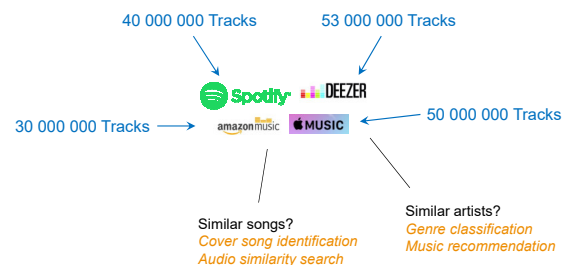 40 000 000 Tracks
53 000 000 Tracks
Spotify
DEEZER
30 000 000 Tracks
amazon music
MUSIC
50 000 000 Tracks
Similar songs?
Cover song identification
Audio similarity search
Similar artists?
Genre classification
Music recommendation